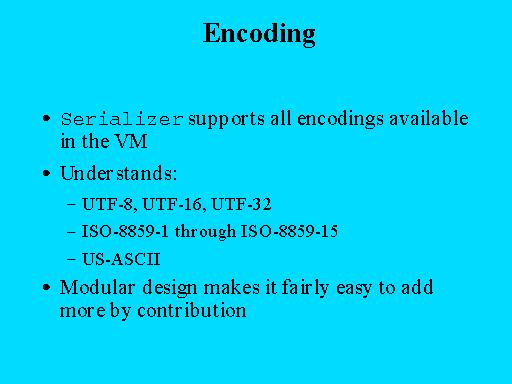 Encoding
• Serializer supports all encodings available
in the VM
• Understands:
– UTF-8, UTF-16, UTF-32
– ISO-8859-1 through ISO-8859-15
– US-ASCII
• Modular design makes it fairly easy to add
more by contribution